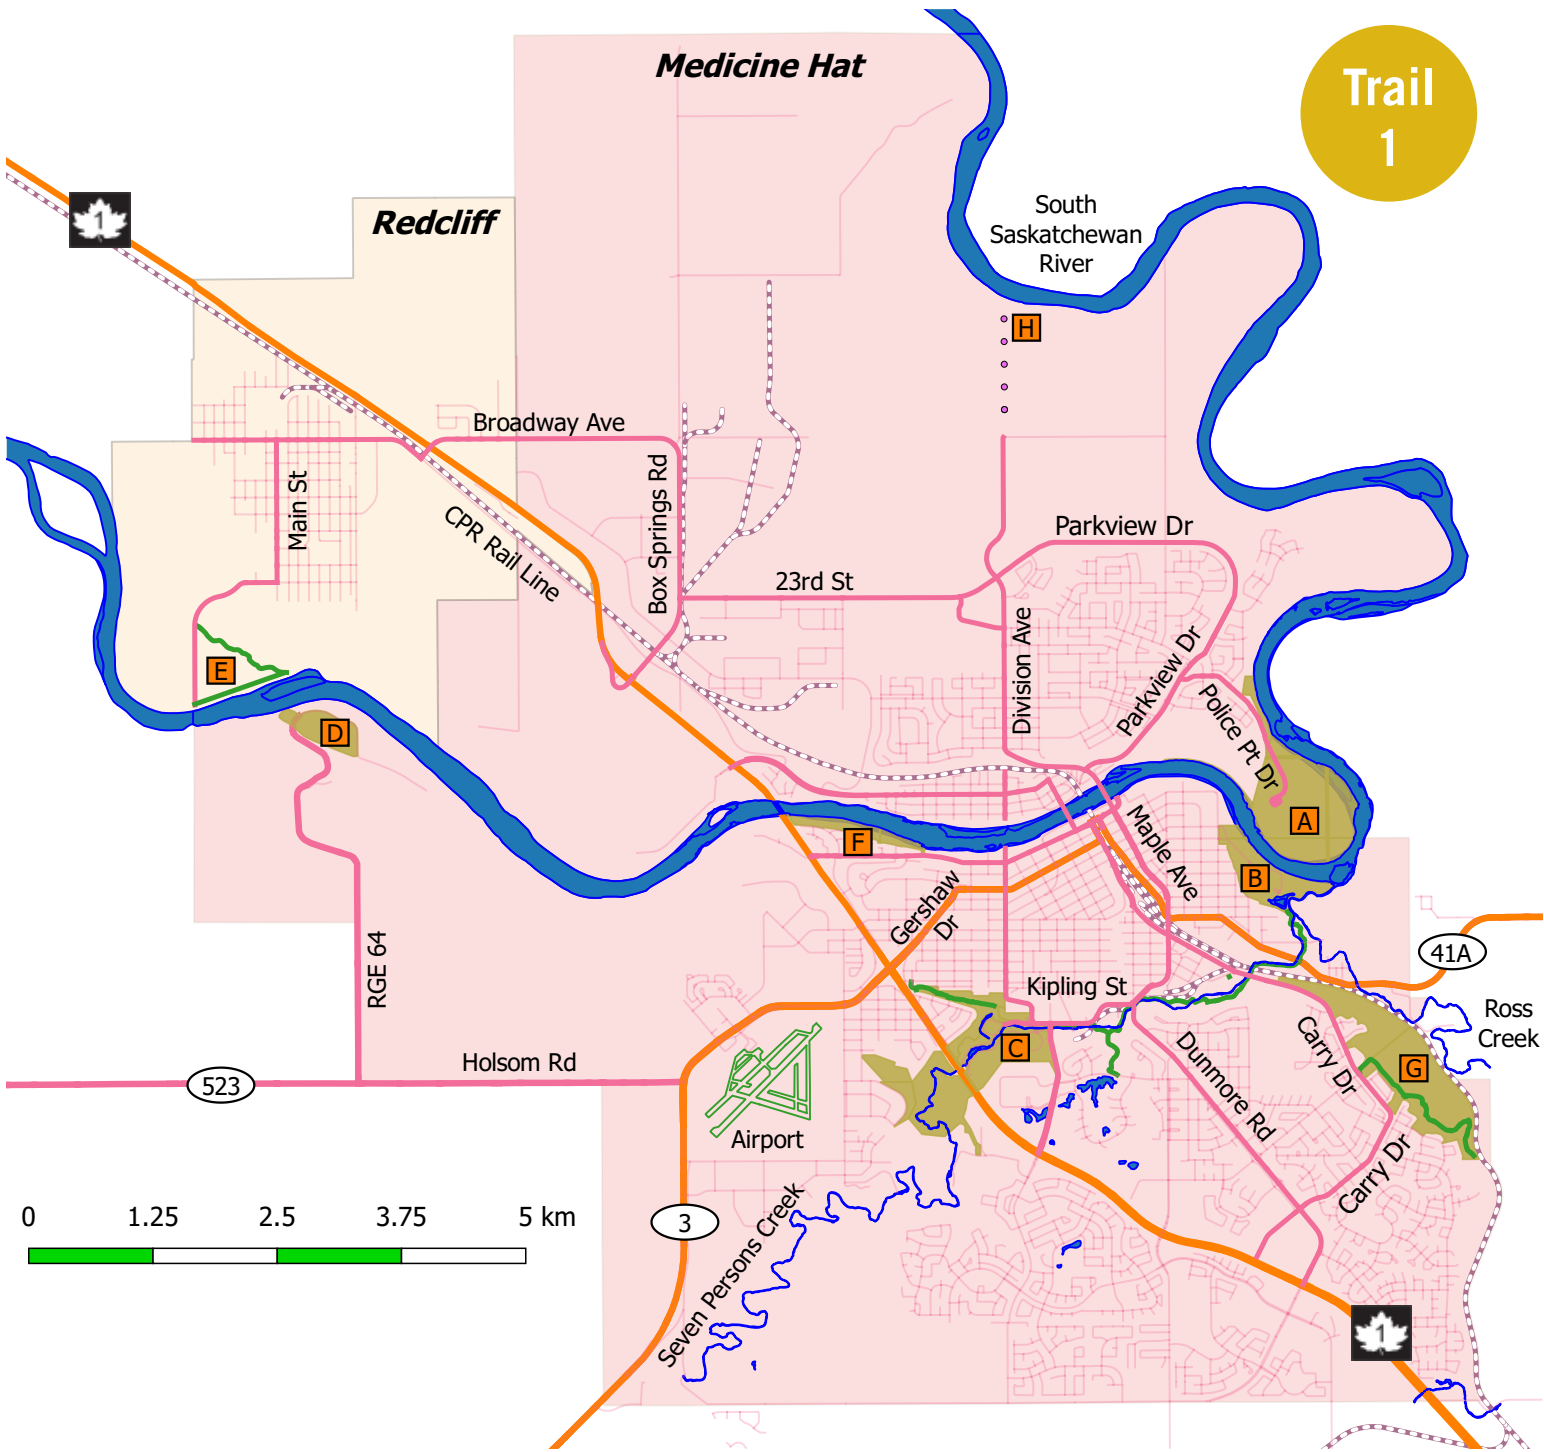 Medicine Hat
Trail
1
1
Redcliff
South
Saskatchewan
River
H
Broadway Ave
Main St
Box Springs Rd
CPR Rail Line
Parkview Dr
23rd St
Division Ave
Parkview Dr
E
Police Pt Dr
D
A
F
Maple Ave
B
Gershaw
Dr
RGE 64
41A
Kipling St
Ross
Creek
C
Carry Dr
G
Holsom Rd
523
Dunmore Rd
Airport
Carry Dr
Seven Persons Creek
3
0 1.25 2.5 3.75 5 km
1